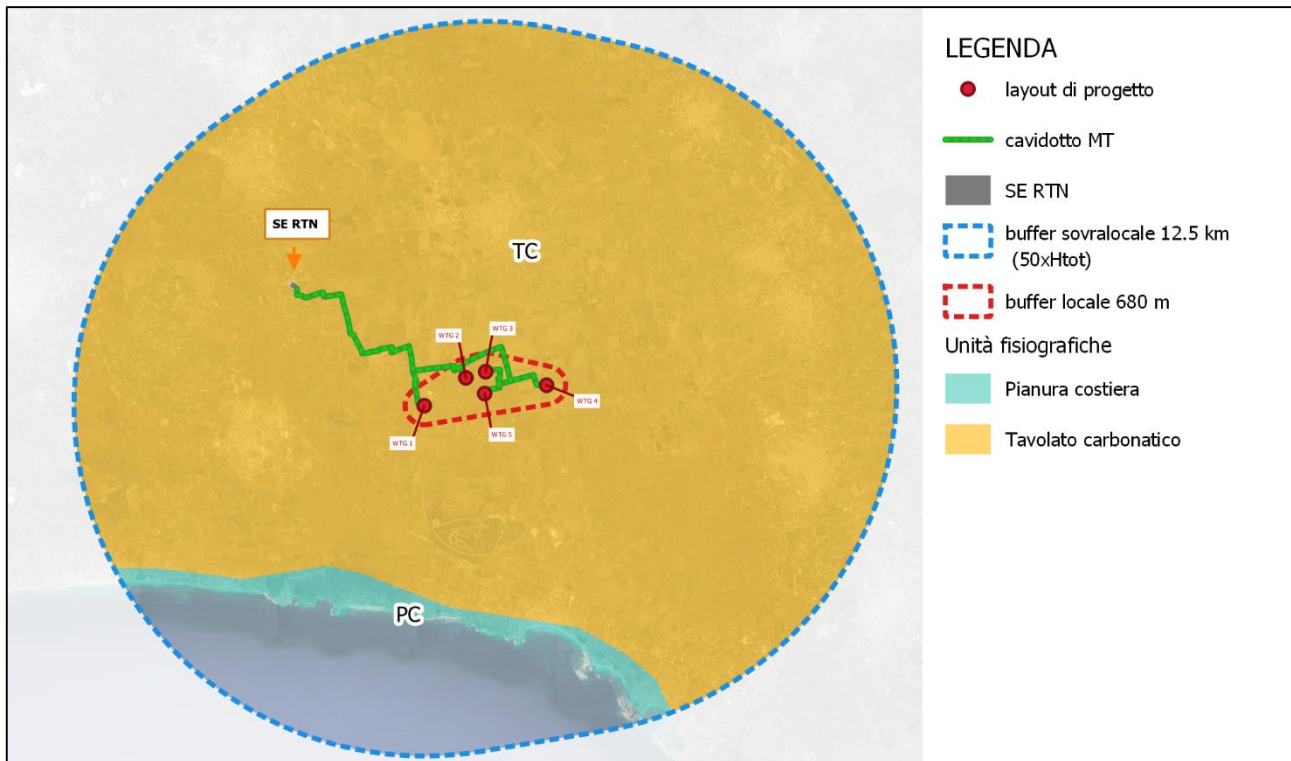 LEGENDA
layout di progetto
cavidotto MT
SE RTN
buffer sovralocale 12.5 km
(50xHtot)
buffer locale 680 m
Unità fisiografiche
Pianura costiera
Tavolato carbonatico
SE RTN
TC
WTG 3
WTG 2
WTG 4
WTG 1
WTG 5
PC